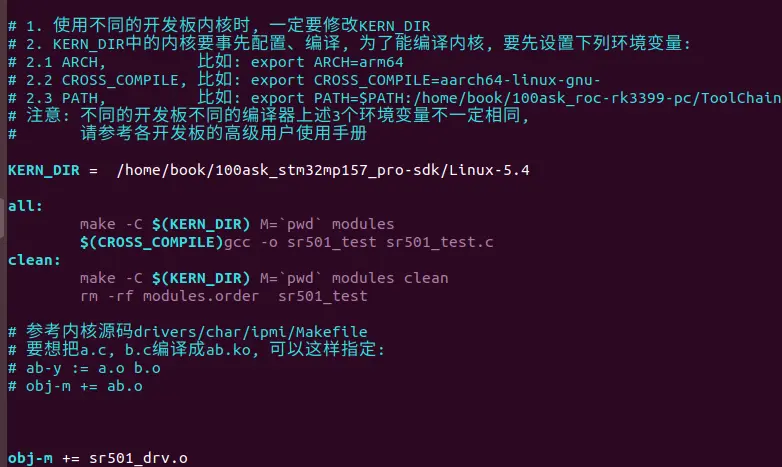 # 1. 使用不同的开发板内核时, 一定要修改KERN_DIR
# 2. KERN_DIR中的内核要事先配置、编译, 为了能编译内核, 要先设置下列环境变量:
# 2.1 ARCH,          比如: export ARCH=arm64
# 2.2 CROSS_COMPILE, 比如: export CROSS_COMPILE=aarch64-linux-gnu-
# 2.3 PATH,          比如: export PATH=$PATH:/home/book/100ask_roc-rk3399-pc/ToolChain
# 注意: 不同的开发板不同的编译器上述3个环境变量不一定相同,
#       请参考各开发板的高级用户使用手册
KERN_DIR =  /home/book/100ask_stm32mp157_pro-sdk/Linux-5.4
all:
        make -C $(KERN_DIR) M=`pwd` modules
        $(CROSS_COMPILE)gcc -o sr501_test sr501_test.c
clean:
        make -C $(KERN_DIR) M=`pwd` modules clean
        rm -rf modules.order  sr501_test
# 参考内核源码drivers/char/ipmi/Makefile
# 要想把a.c, b.c编译成ab.ko, 可以这样指定:
# ab-y := a.o b.o
# obj-m += ab.o
obj-m += sr501_drv.o